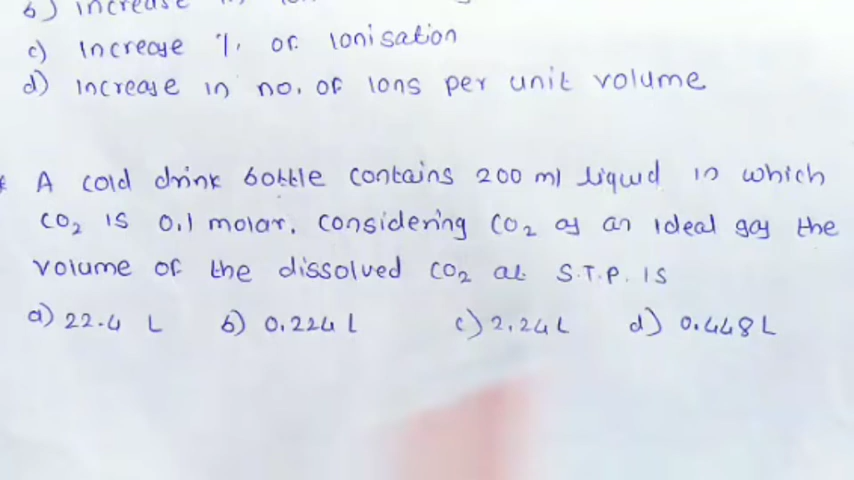 b) increase
c) Increase %. of Ionisation
d) Increase in no. of Ions per unit volume
A cold drink bottle contains 200 ml liquid in which
CO₂ is 0.1 molar. Considering CO₂ as an ideal gas the
volume of the dissolved CO₂ at S.T.P. is
a) 22.4 L b) 0.224 L c) 2.24 L d) 0.448 L